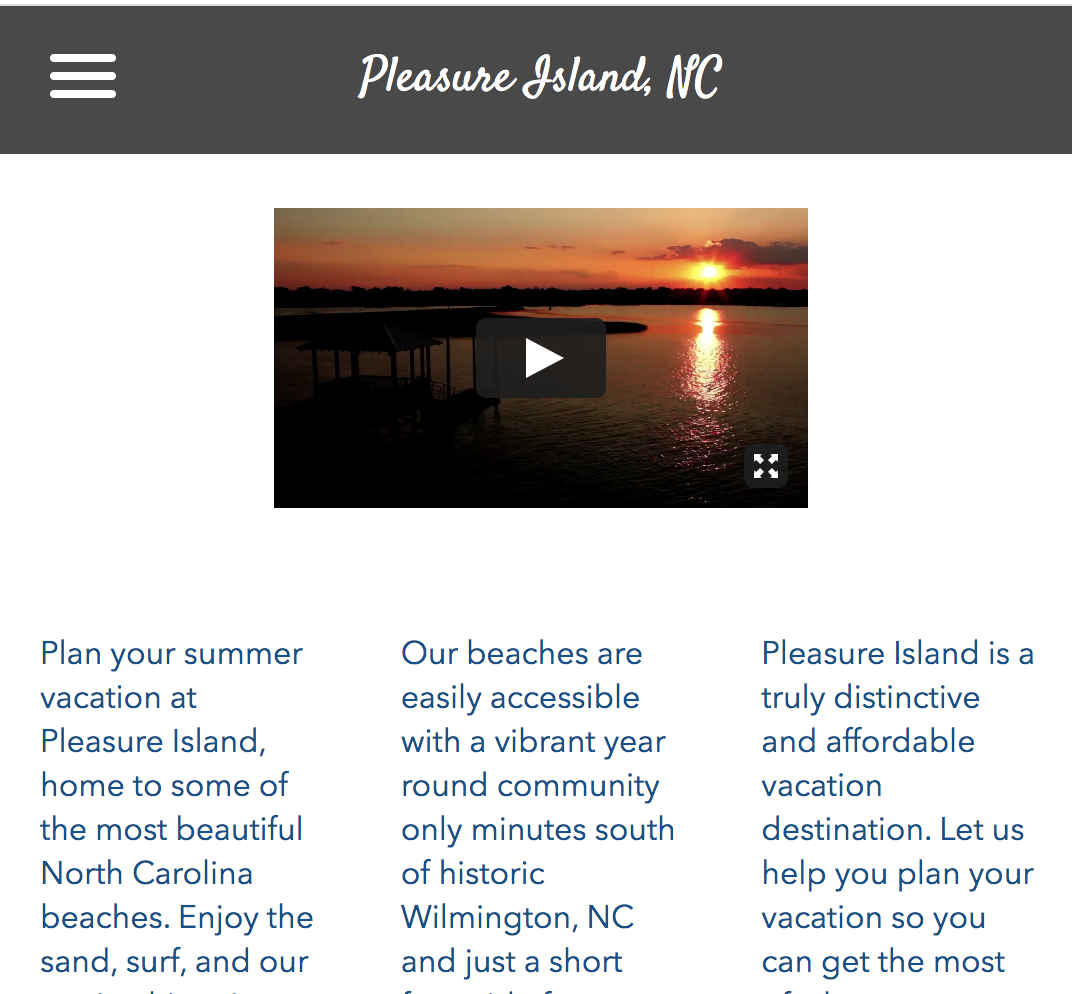 Pleasure Island, NC
Plan your summer
vacation at
Pleasure Island,
home to some of
the most beautiful
North Carolina
beaches. Enjoy the
sand, surf, and our
Our beaches are
easily accessible
with a vibrant year
round community
only minutes south
of historic
Wilmington, NC
and just a short
Pleasure Island is a
truly distinctive
and affordable
vacation
destination. Let us
help you plan your
vacation so you
can get the most